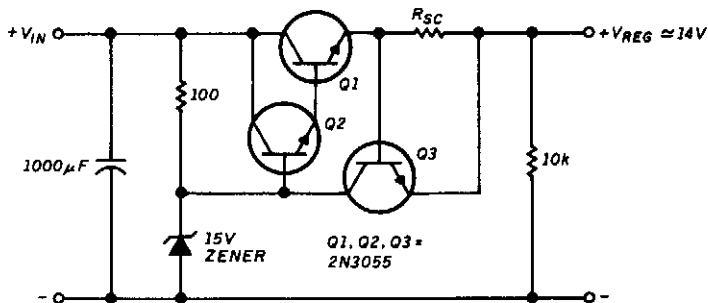 +VIN
RSC
+VREG ≃ 14V
Q1
100
Q2
Q3
1000µF
10k
15V
ZENER
Q1, Q2, Q3 =
2N3055
-
-